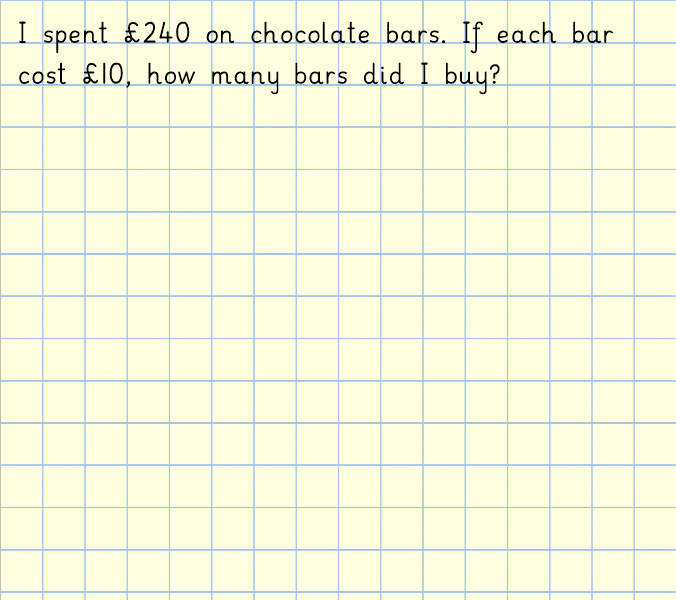 I spent £240 on chocolate bars. If each bar
cost £10, how many bars did I buy?